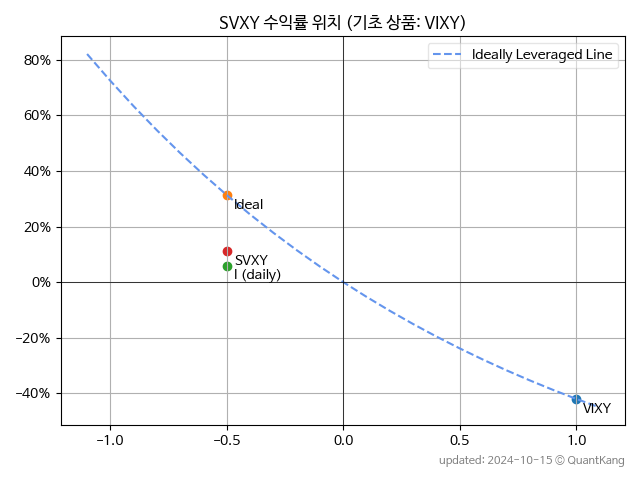 SVXY 수익률 위치 (기초 상품: VIXY)
Ideally Leveraged Line
80%
60%
40%
20%
0%
−20%
−40%
Ideal
SVXY
I (daily)
VIXY
−1.0
−0.5
0.0
0.5
1.0
updated: 2024-10-15 © QuantKang